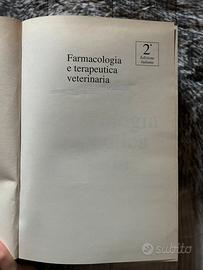 Farmacologia
e terapeutica
veterinaria
2ª
Edizione
italiana
subito